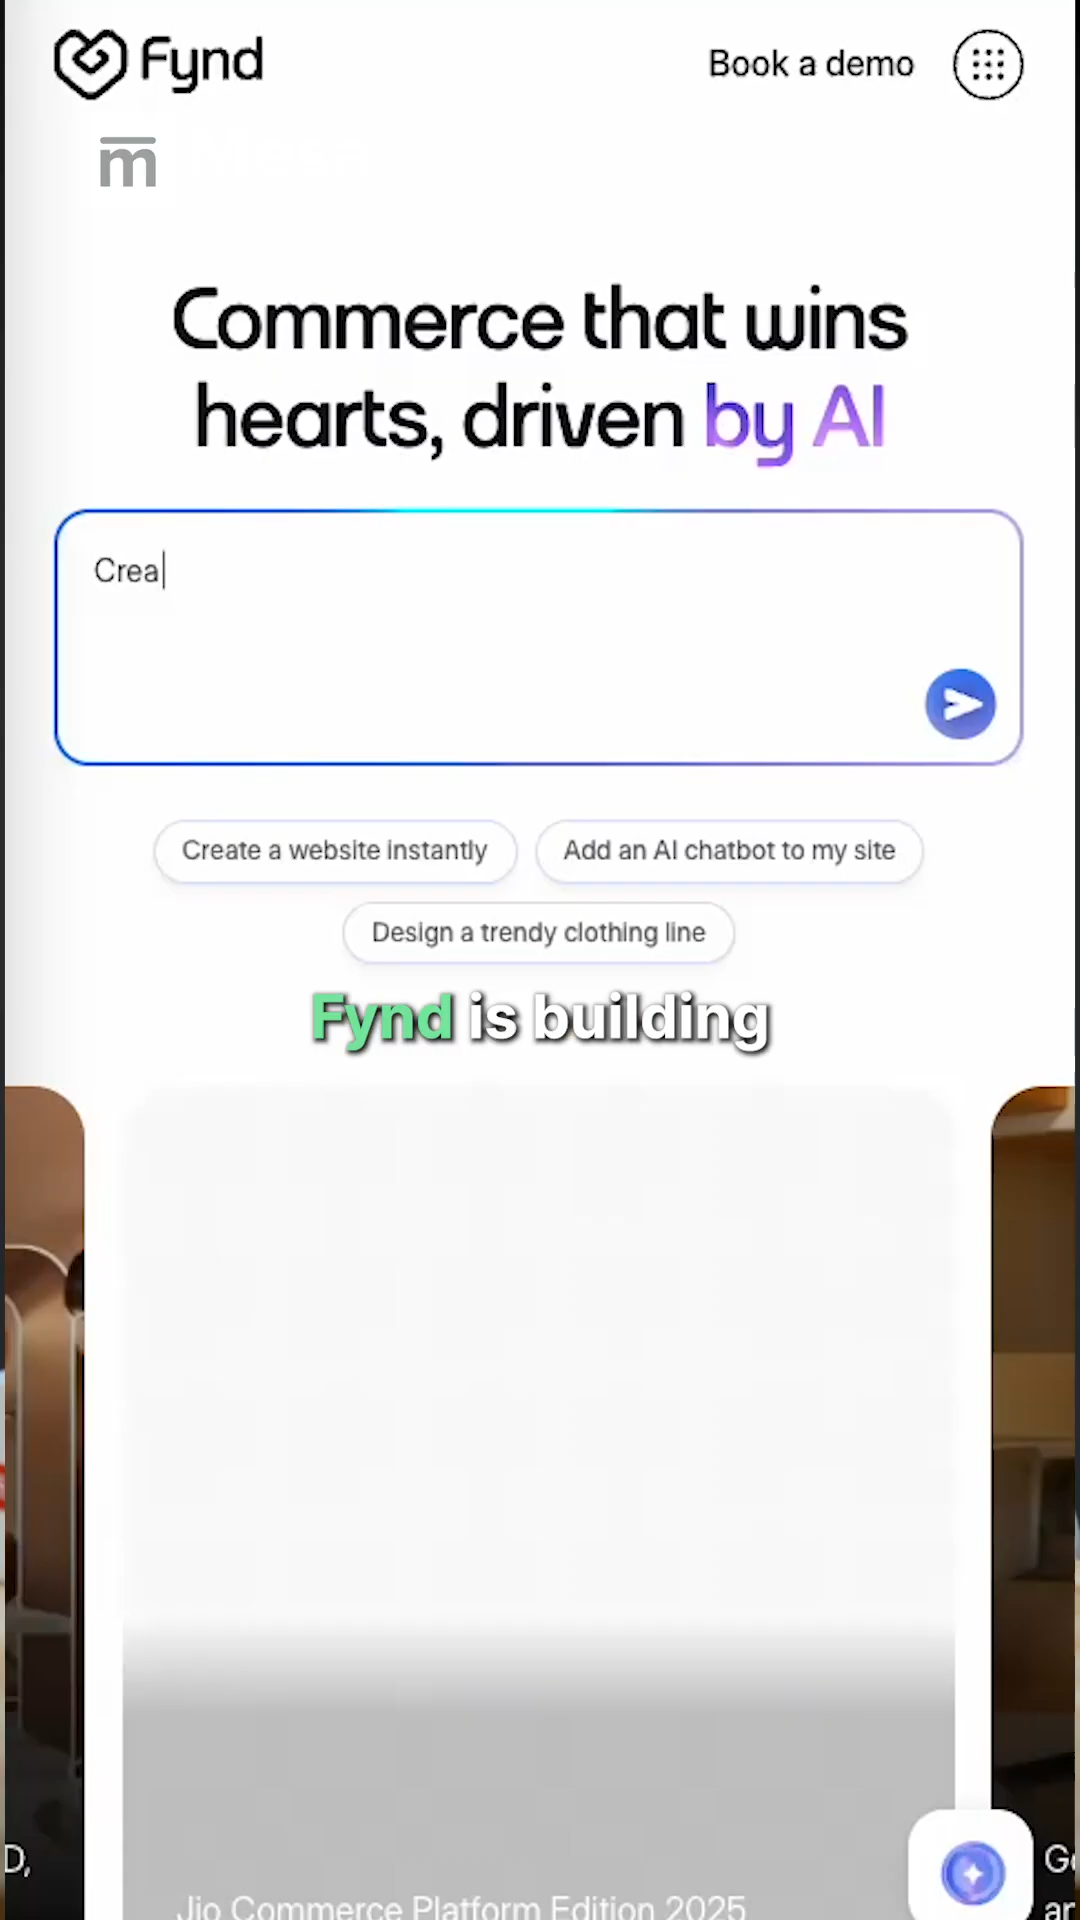 Fynd
Book a demo
m
Commerce that wins
hearts, driven by AI
Crea
Create a website instantly
Add an AI chatbot to my site
Design a trendy clothing line
Fynd is building
D,
Jio Commerce Platform Edition 2025